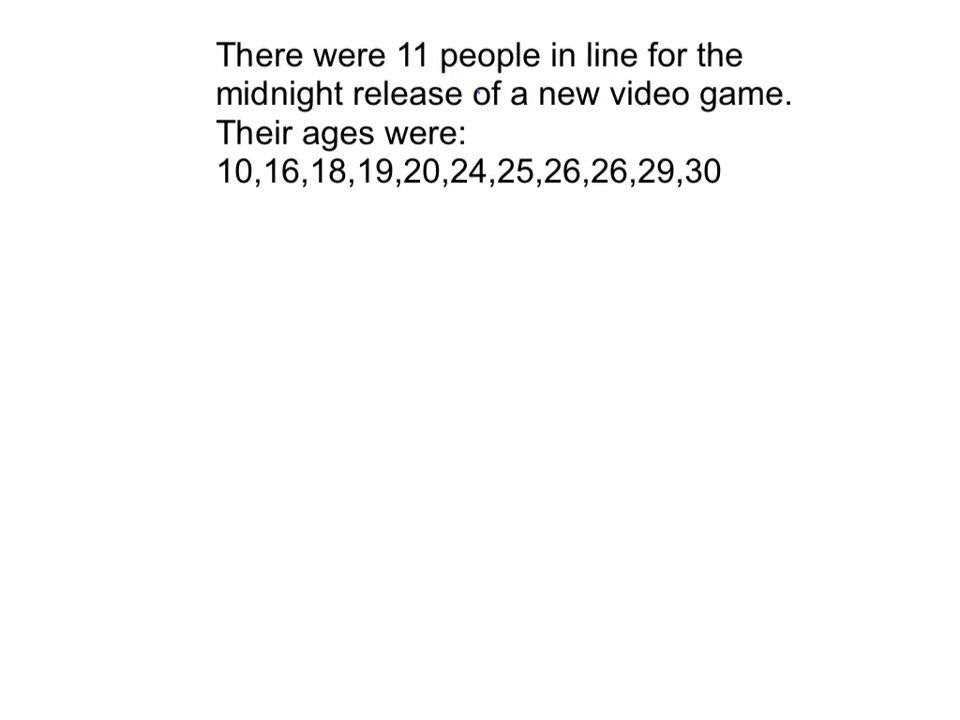 There were 11 people in line for the
midnight release of a new video game.
Their ages were:
10,16,18,19,20,24,25,26,26,29,30